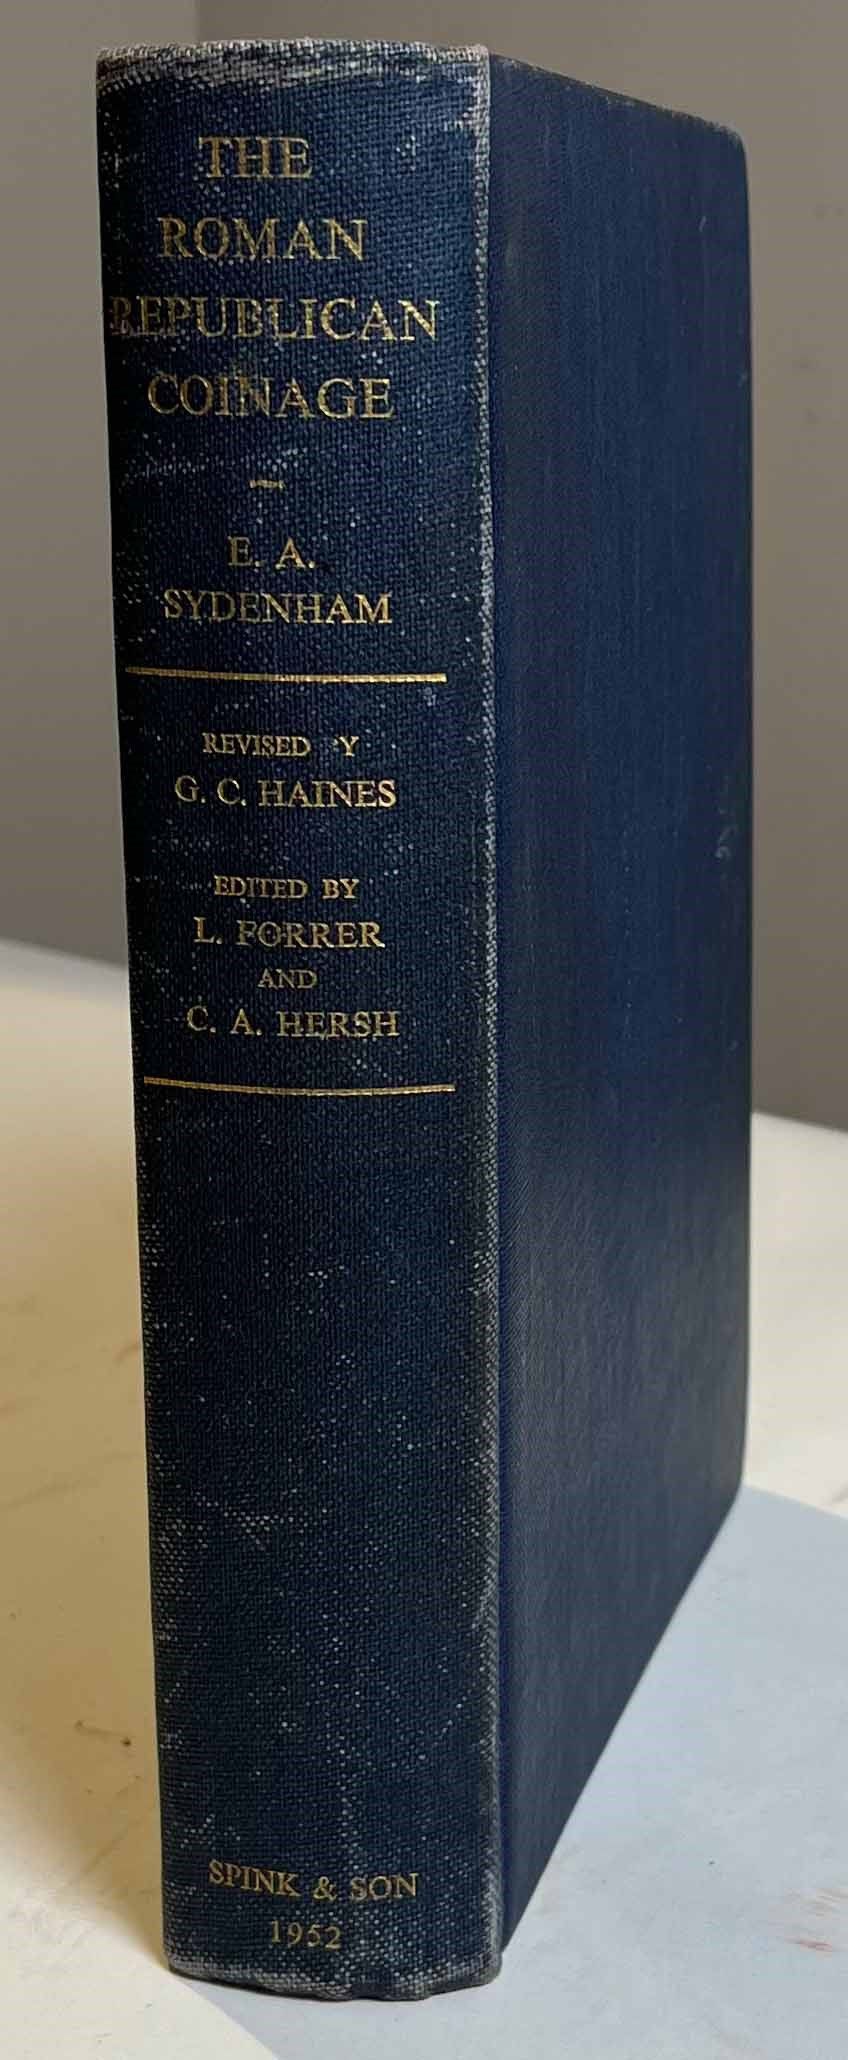 THE
ROMAN
REPUBLICAN
COINAGE
–
E. A.
SYDENHAM
REVISED Y
G. C. HAINES
EDITED BY
L. FORRER
AND
C. A. HERSH
SPINK & SON
1952